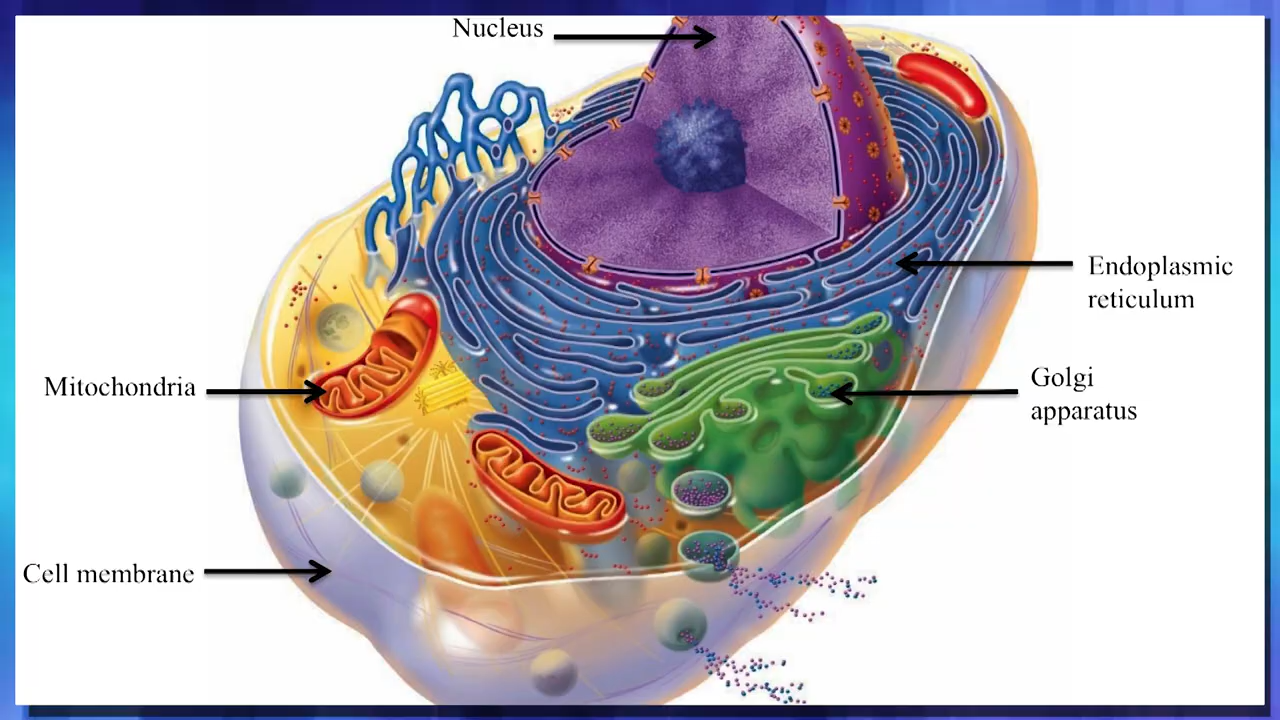 Nucleus
Endoplasmic
reticulum
Mitochondria
Golgi
apparatus
Cell membrane